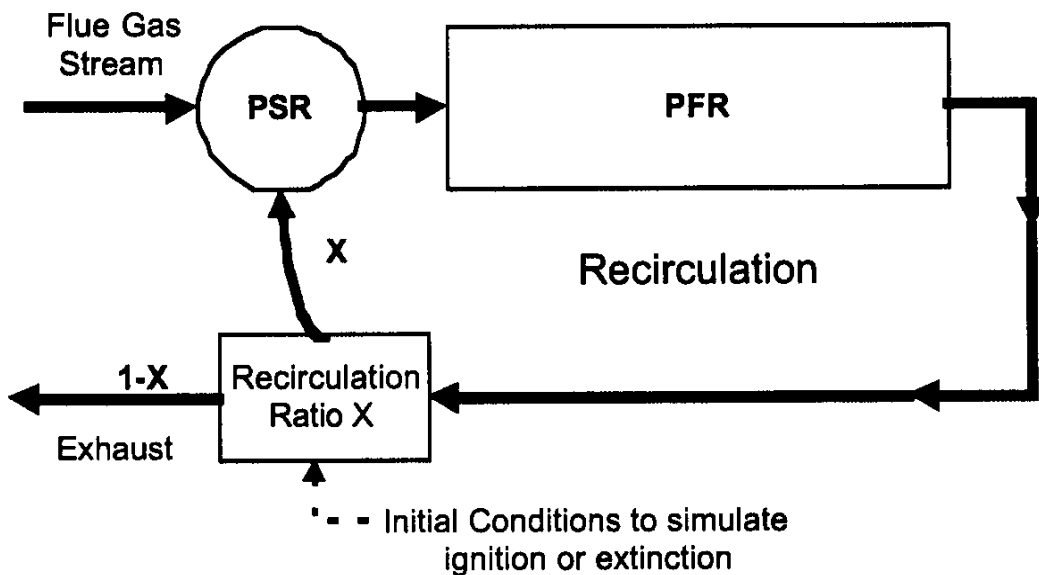 Flue Gas
Stream
PSR
PFR
X
Recirculation
1-X
Recirculation
Ratio X
Exhaust
Initial Conditions to simulate
ignition or extinction